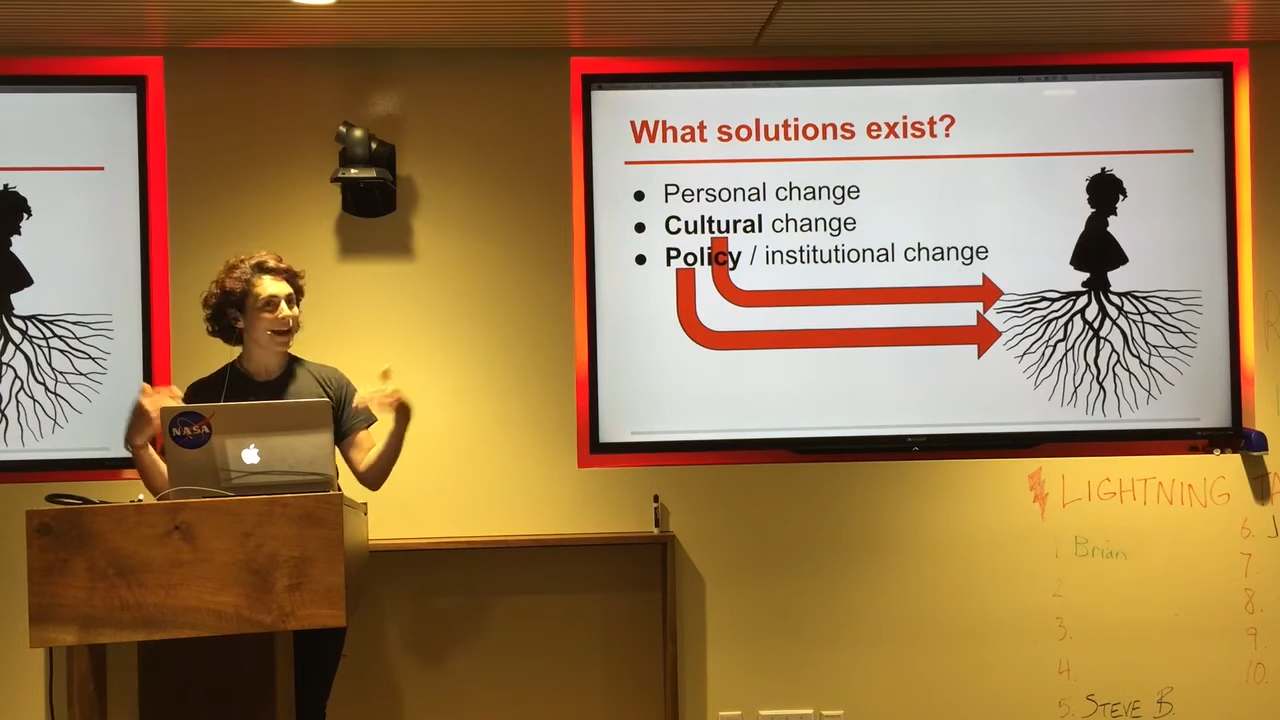 What solutions exist?
● Personal change
● Cultural change
● Policy / institutional change
NASA
LIGHTNING
1 Brian
2
3.
4.
5. STEVE B.
6. J
7
8.
9.
10.